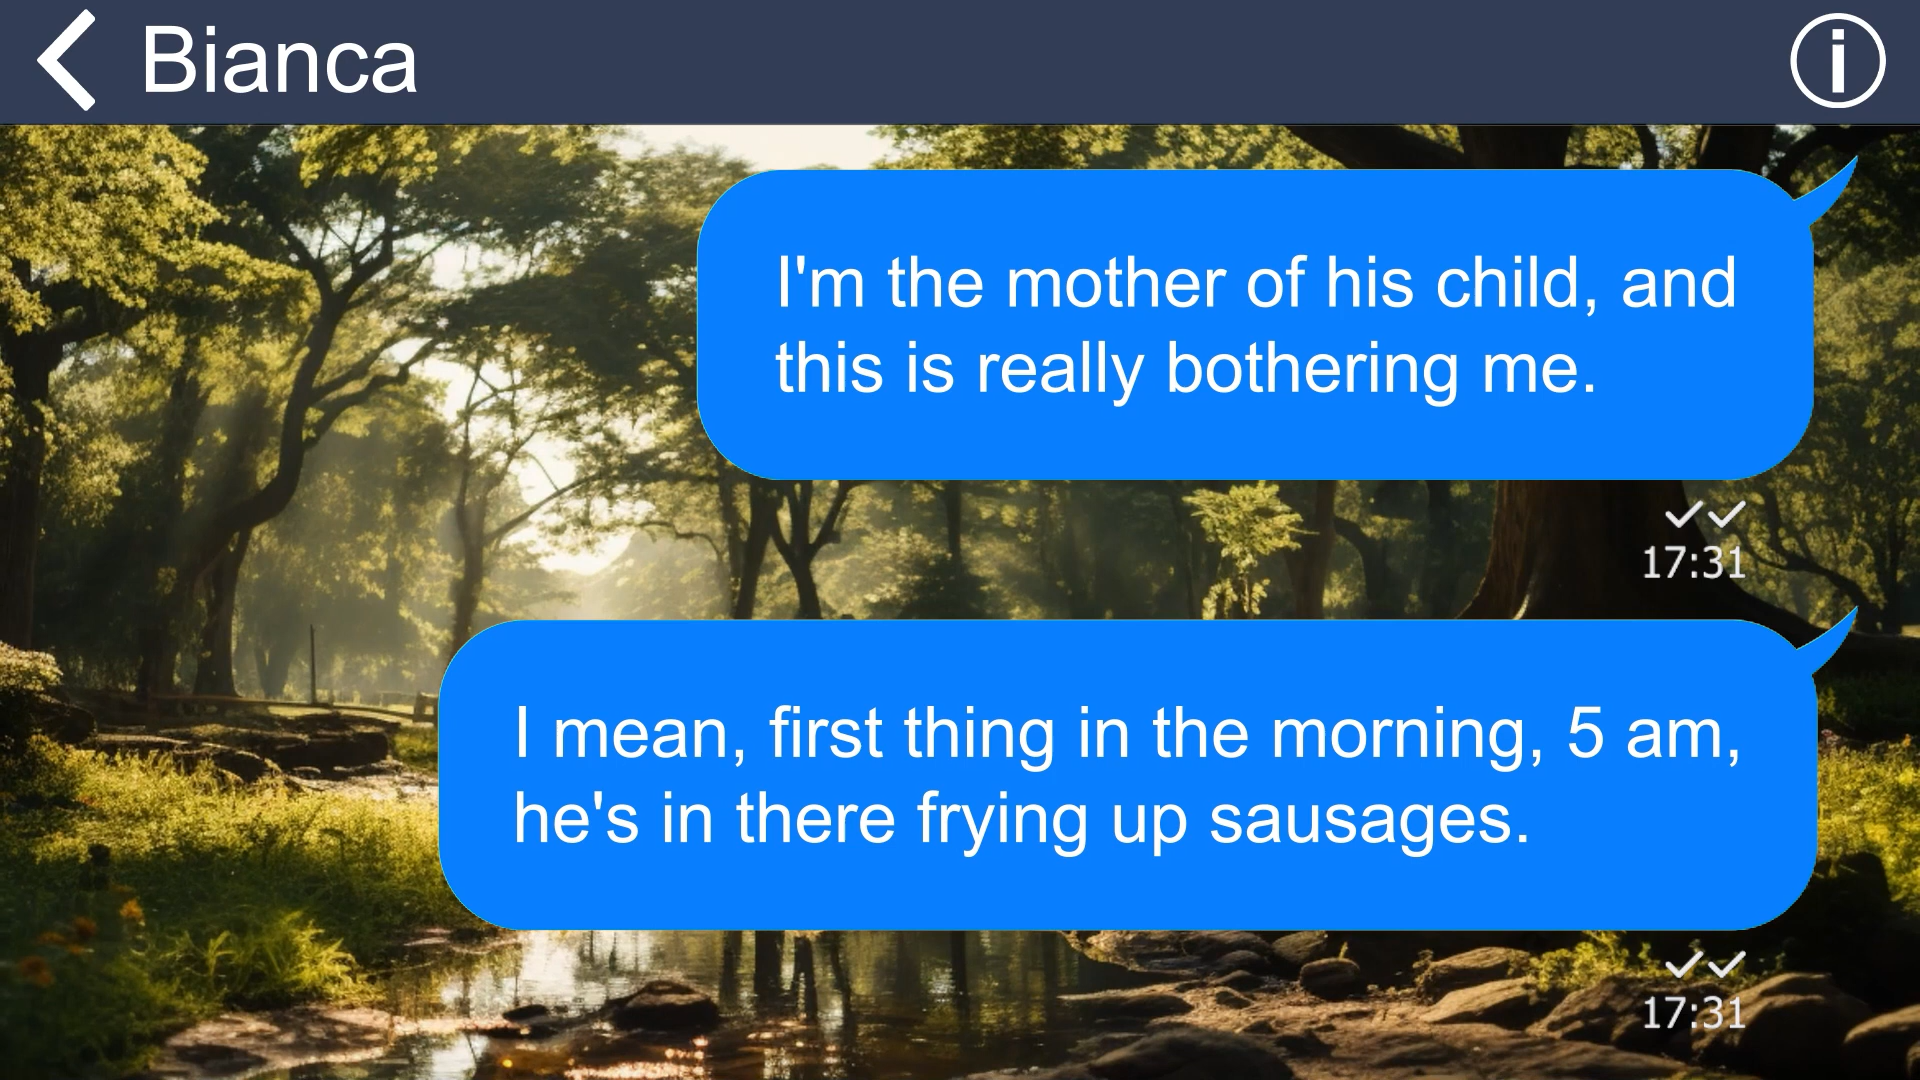 Bianca
I'm the mother of his child, and
this is really bothering me.
17:31
I mean, first thing in the morning, 5 am,
he's in there frying up sausages.
17:31